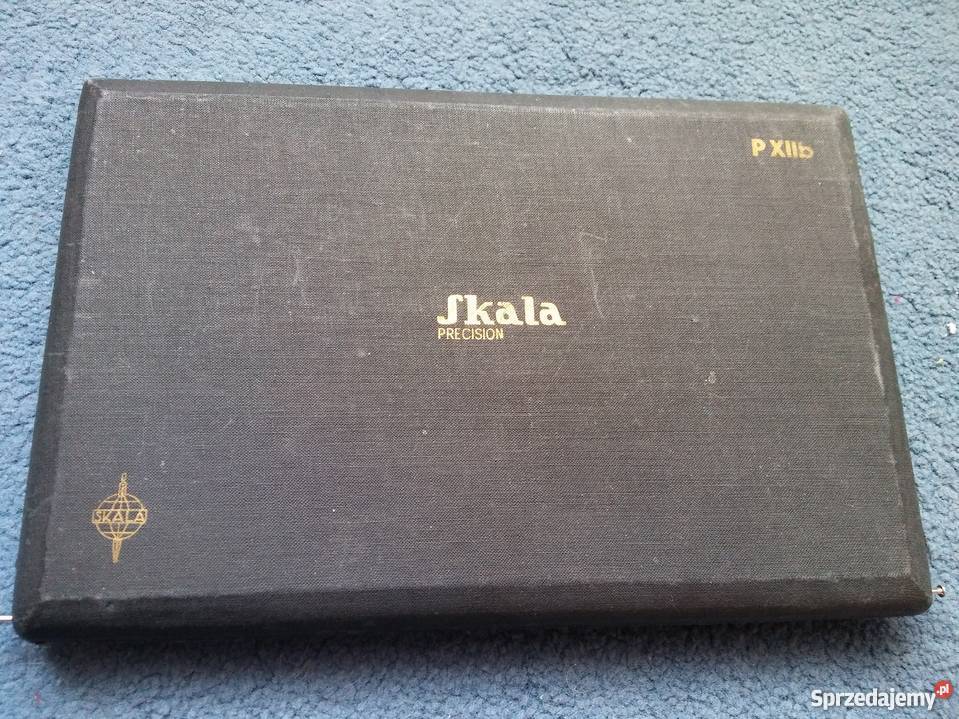 P XIIb
Skala
PRECISION
SKALA
Sprzedajemy.pl